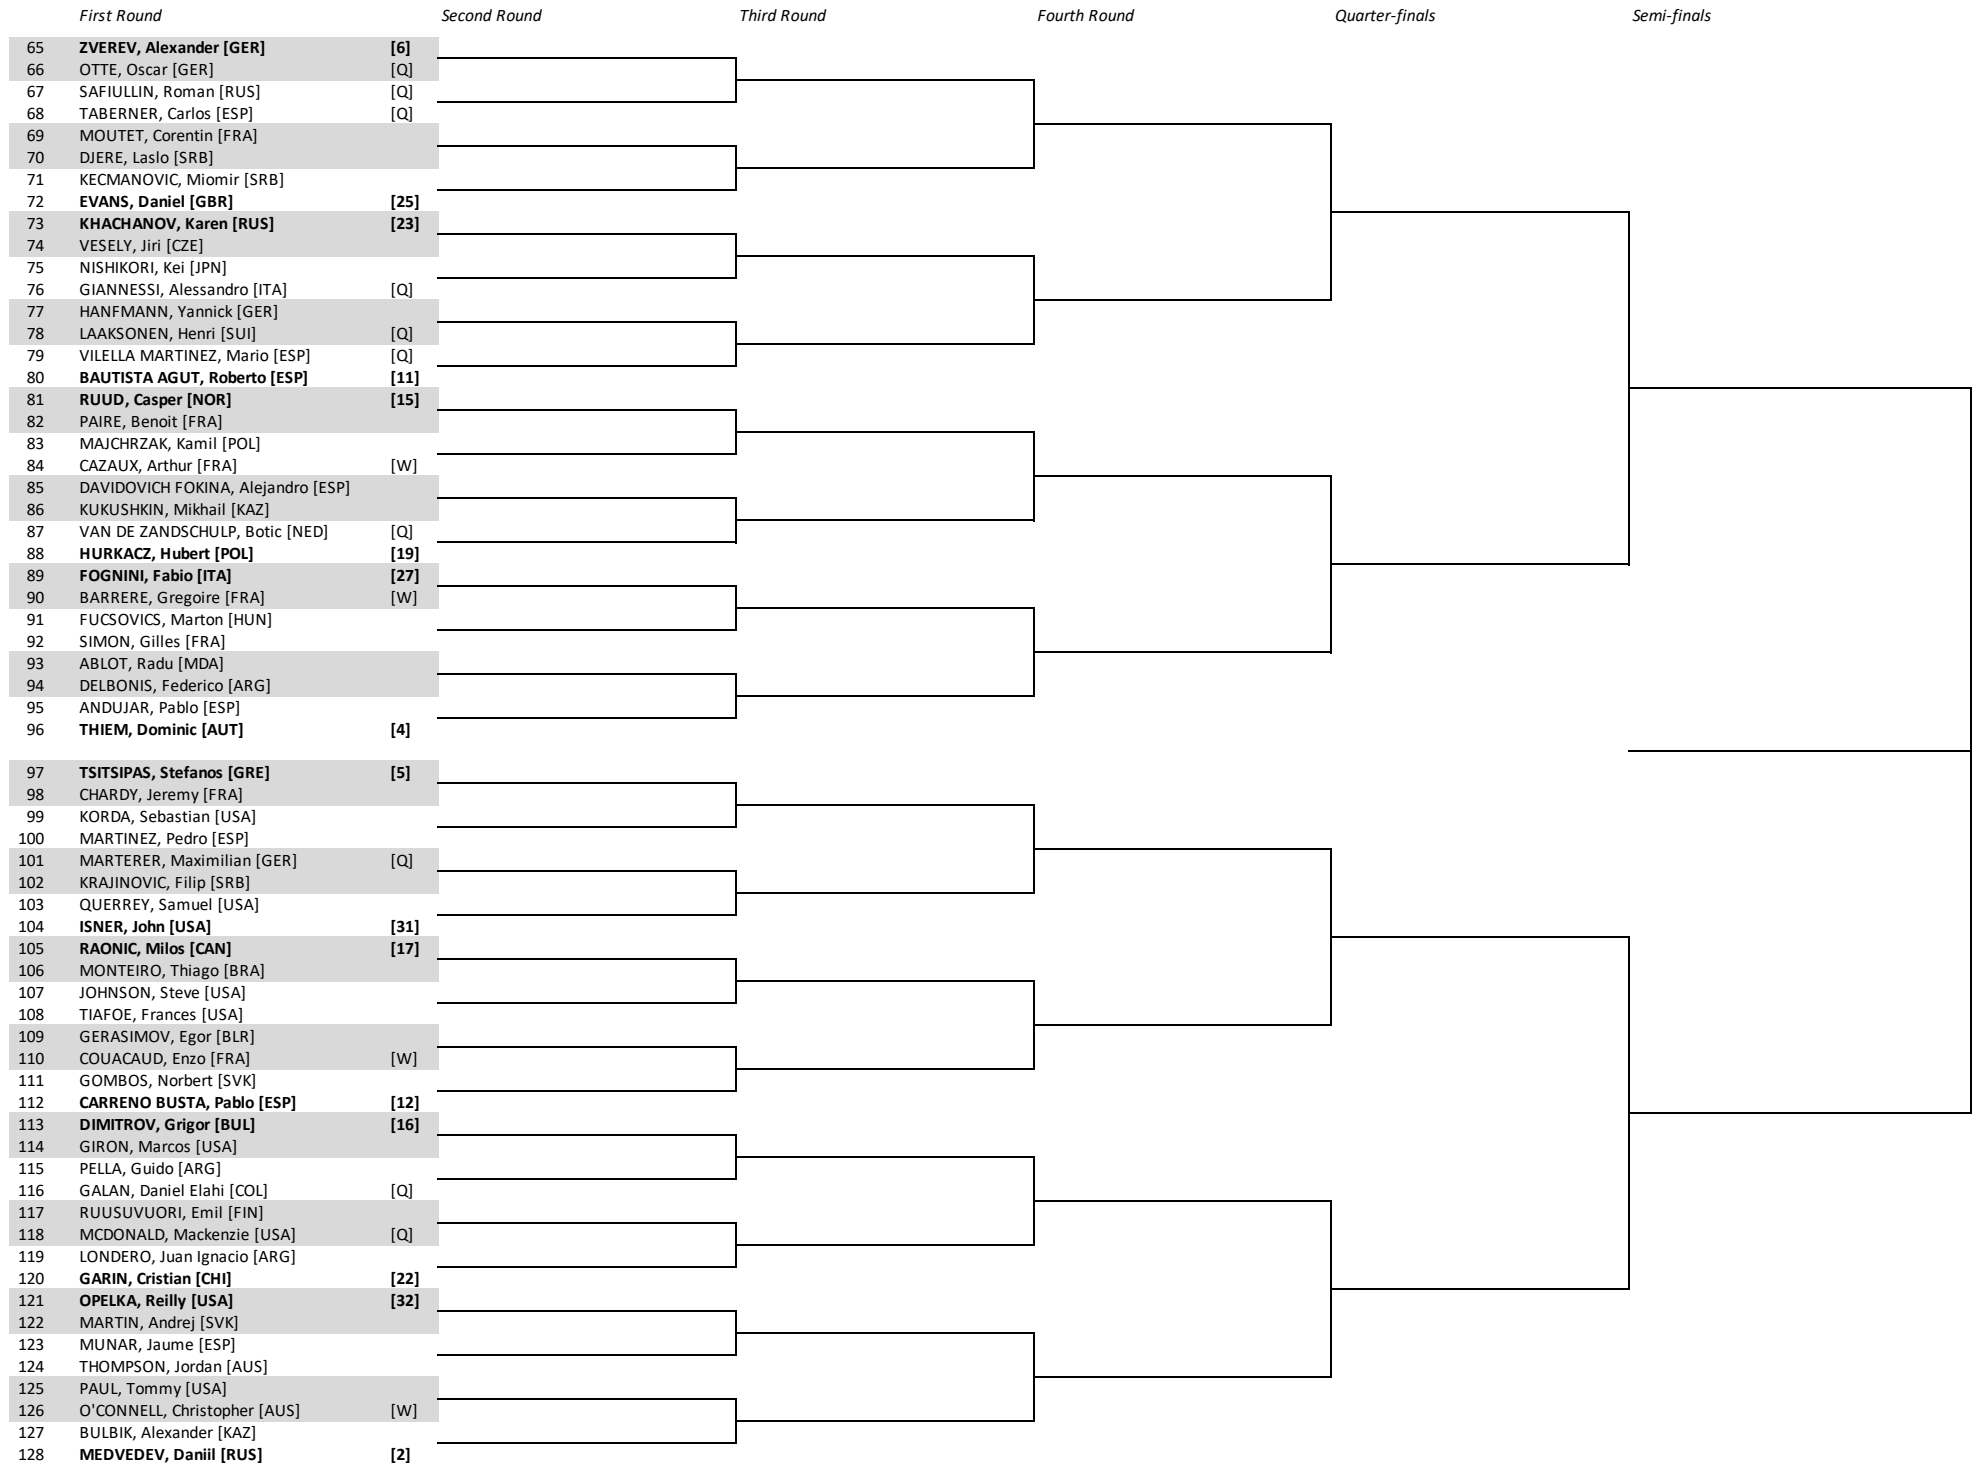 First Round Second Round Third Round Fourth Round Quarter-finals Semi-finals
65 ZVEREV, Alexander [GER] [6]
66 OTTE, Oscar [GER] [Q]
67 SAFIULLIN, Roman [RUS] [Q]
68 TABERNER, Carlos [ESP] [Q]
69 MOUTET, Corentin [FRA]
70 DJERE, Laslo [SRB]
71 KECMANOVIC, Miomir [SRB]
72 EVANS, Daniel [GBR] [25]
73 KHACHANOV, Karen [RUS] [23]
74 VESELY, Jiri [CZE]
75 NISHIKORI, Kei [JPN]
76 GIANNESSI, Alessandro [ITA] [Q]
77 HANFMANN, Yannick [GER]
78 LAAKSONEN, Henri [SUI] [Q]
79 VILELLA MARTINEZ, Mario [ESP] [Q]
80 BAUTISTA AGUT, Roberto [ESP] [11]
81 RUUD, Casper [NOR] [15]
82 PAIRE, Benoit [FRA]
83 MAJCHRZAK, Kamil [POL]
84 CAZAUX, Arthur [FRA] [W]
85 DAVIDOVICH FOKINA, Alejandro [ESP]
86 KUKUSHKIN, Mikhail [KAZ]
87 VAN DE ZANDSCHULP, Botic [NED] [Q]
88 HURKACZ, Hubert [POL] [19]
89 FOGNINI, Fabio [ITA] [27]
90 BARRERE, Gregoire [FRA] [W]
91 FUCSOVICS, Marton [HUN]
92 SIMON, Gilles [FRA]
93 ABLOT, Radu [MDA]
94 DELBONIS, Federico [ARG]
95 ANDUJAR, Pablo [ESP]
96 THIEM, Dominic [AUT] [4]
97 TSITSIPAS, Stefanos [GRE] [5]
98 CHARDY, Jeremy [FRA]
99 KORDA, Sebastian [USA]
100 MARTINEZ, Pedro [ESP]
101 MARTERER, Maximilian [GER] [Q]
102 KRAJINOVIC, Filip [SRB]
103 QUERREY, Samuel [USA]
104 ISNER, John [USA] [31]
105 RAONIC, Milos [CAN] [17]
106 MONTEIRO, Thiago [BRA]
107 JOHNSON, Steve [USA]
108 TIAFOE, Frances [USA]
109 GERASIMOV, Egor [BLR]
110 COUACAUD, Enzo [FRA] [W]
111 GOMBOS, Norbert [SVK]
112 CARRENO BUSTA, Pablo [ESP] [12]
113 DIMITROV, Grigor [BUL] [16]
114 GIRON, Marcos [USA]
115 PELLA, Guido [ARG]
116 GALAN, Daniel Elahi [COL] [Q]
117 RUUSUVUORI, Emil [FIN]
118 MCDONALD, Mackenzie [USA] [Q]
119 LONDERO, Juan Ignacio [ARG]
120 GARIN, Cristian [CHI] [22]
121 OPELKA, Reilly [USA] [32]
122 MARTIN, Andrej [SVK]
123 MUNAR, Jaume [ESP]
124 THOMPSON, Jordan [AUS]
125 PAUL, Tommy [USA]
126 O'CONNELL, Christopher [AUS] [W]
127 BULBIK, Alexander [KAZ]
128 MEDVEDEV, Daniil [RUS] [2]